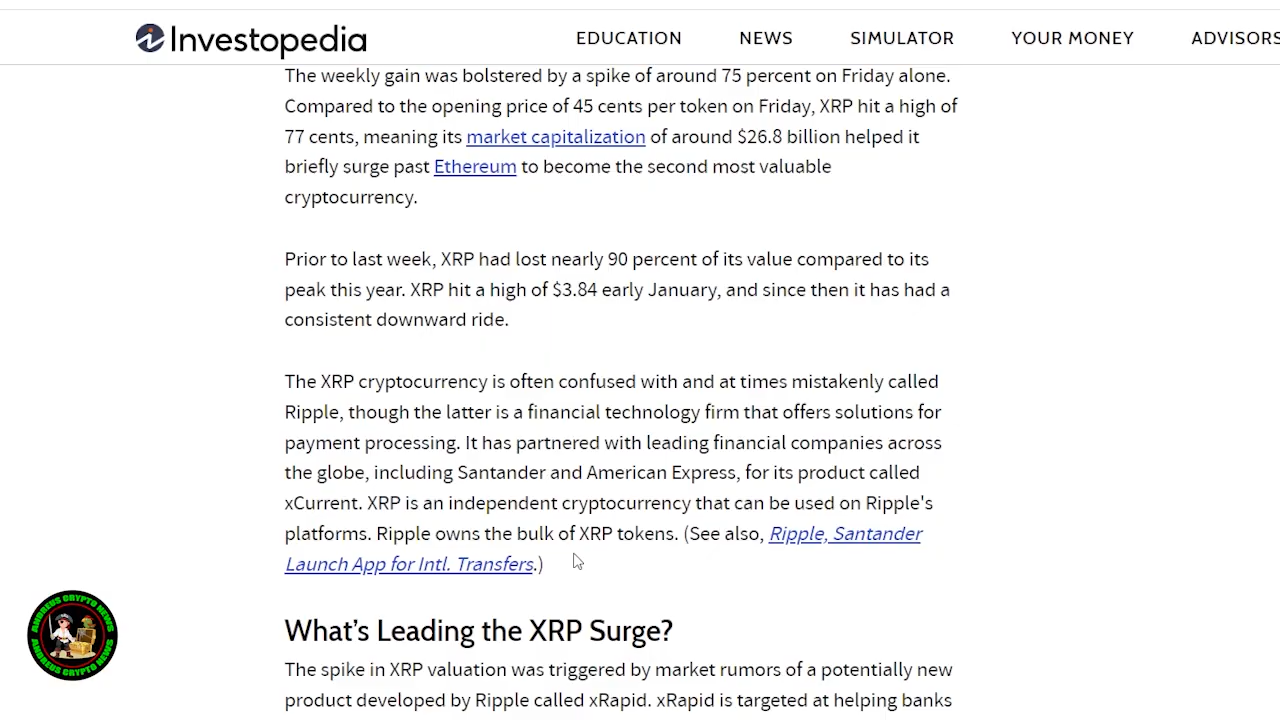 Investopedia
EDUCATION NEWS SIMULATOR YOUR MONEY ADVISORS
The weekly gain was bolstered by a spike of around 75 percent on Friday alone.
Compared to the opening price of 45 cents per token on Friday, XRP hit a high of
77 cents, meaning its market capitalization of around $26.8 billion helped it
briefly surge past Ethereum to become the second most valuable
cryptocurrency.
Prior to last week, XRP had lost nearly 90 percent of its value compared to its
peak this year. XRP hit a high of $3.84 early January, and since then it has had a
consistent downward ride.
The XRP cryptocurrency is often confused with and at times mistakenly called
Ripple, though the latter is a financial technology firm that offers solutions for
payment processing. It has partnered with leading financial companies across
the globe, including Santander and American Express, for its product called
xCurrent. XRP is an independent cryptocurrency that can be used on Ripple's
platforms. Ripple owns the bulk of XRP tokens. (See also, Ripple, Santander
Launch App for Intl. Transfers.)
What's Leading the XRP Surge?
The spike in XRP valuation was triggered by market rumors of a potentially new
product developed by Ripple called xRapid. xRapid is targeted at helping banks
ANDREUS CRYPTO NEWS
ANDREUS CRYPTO NEWS